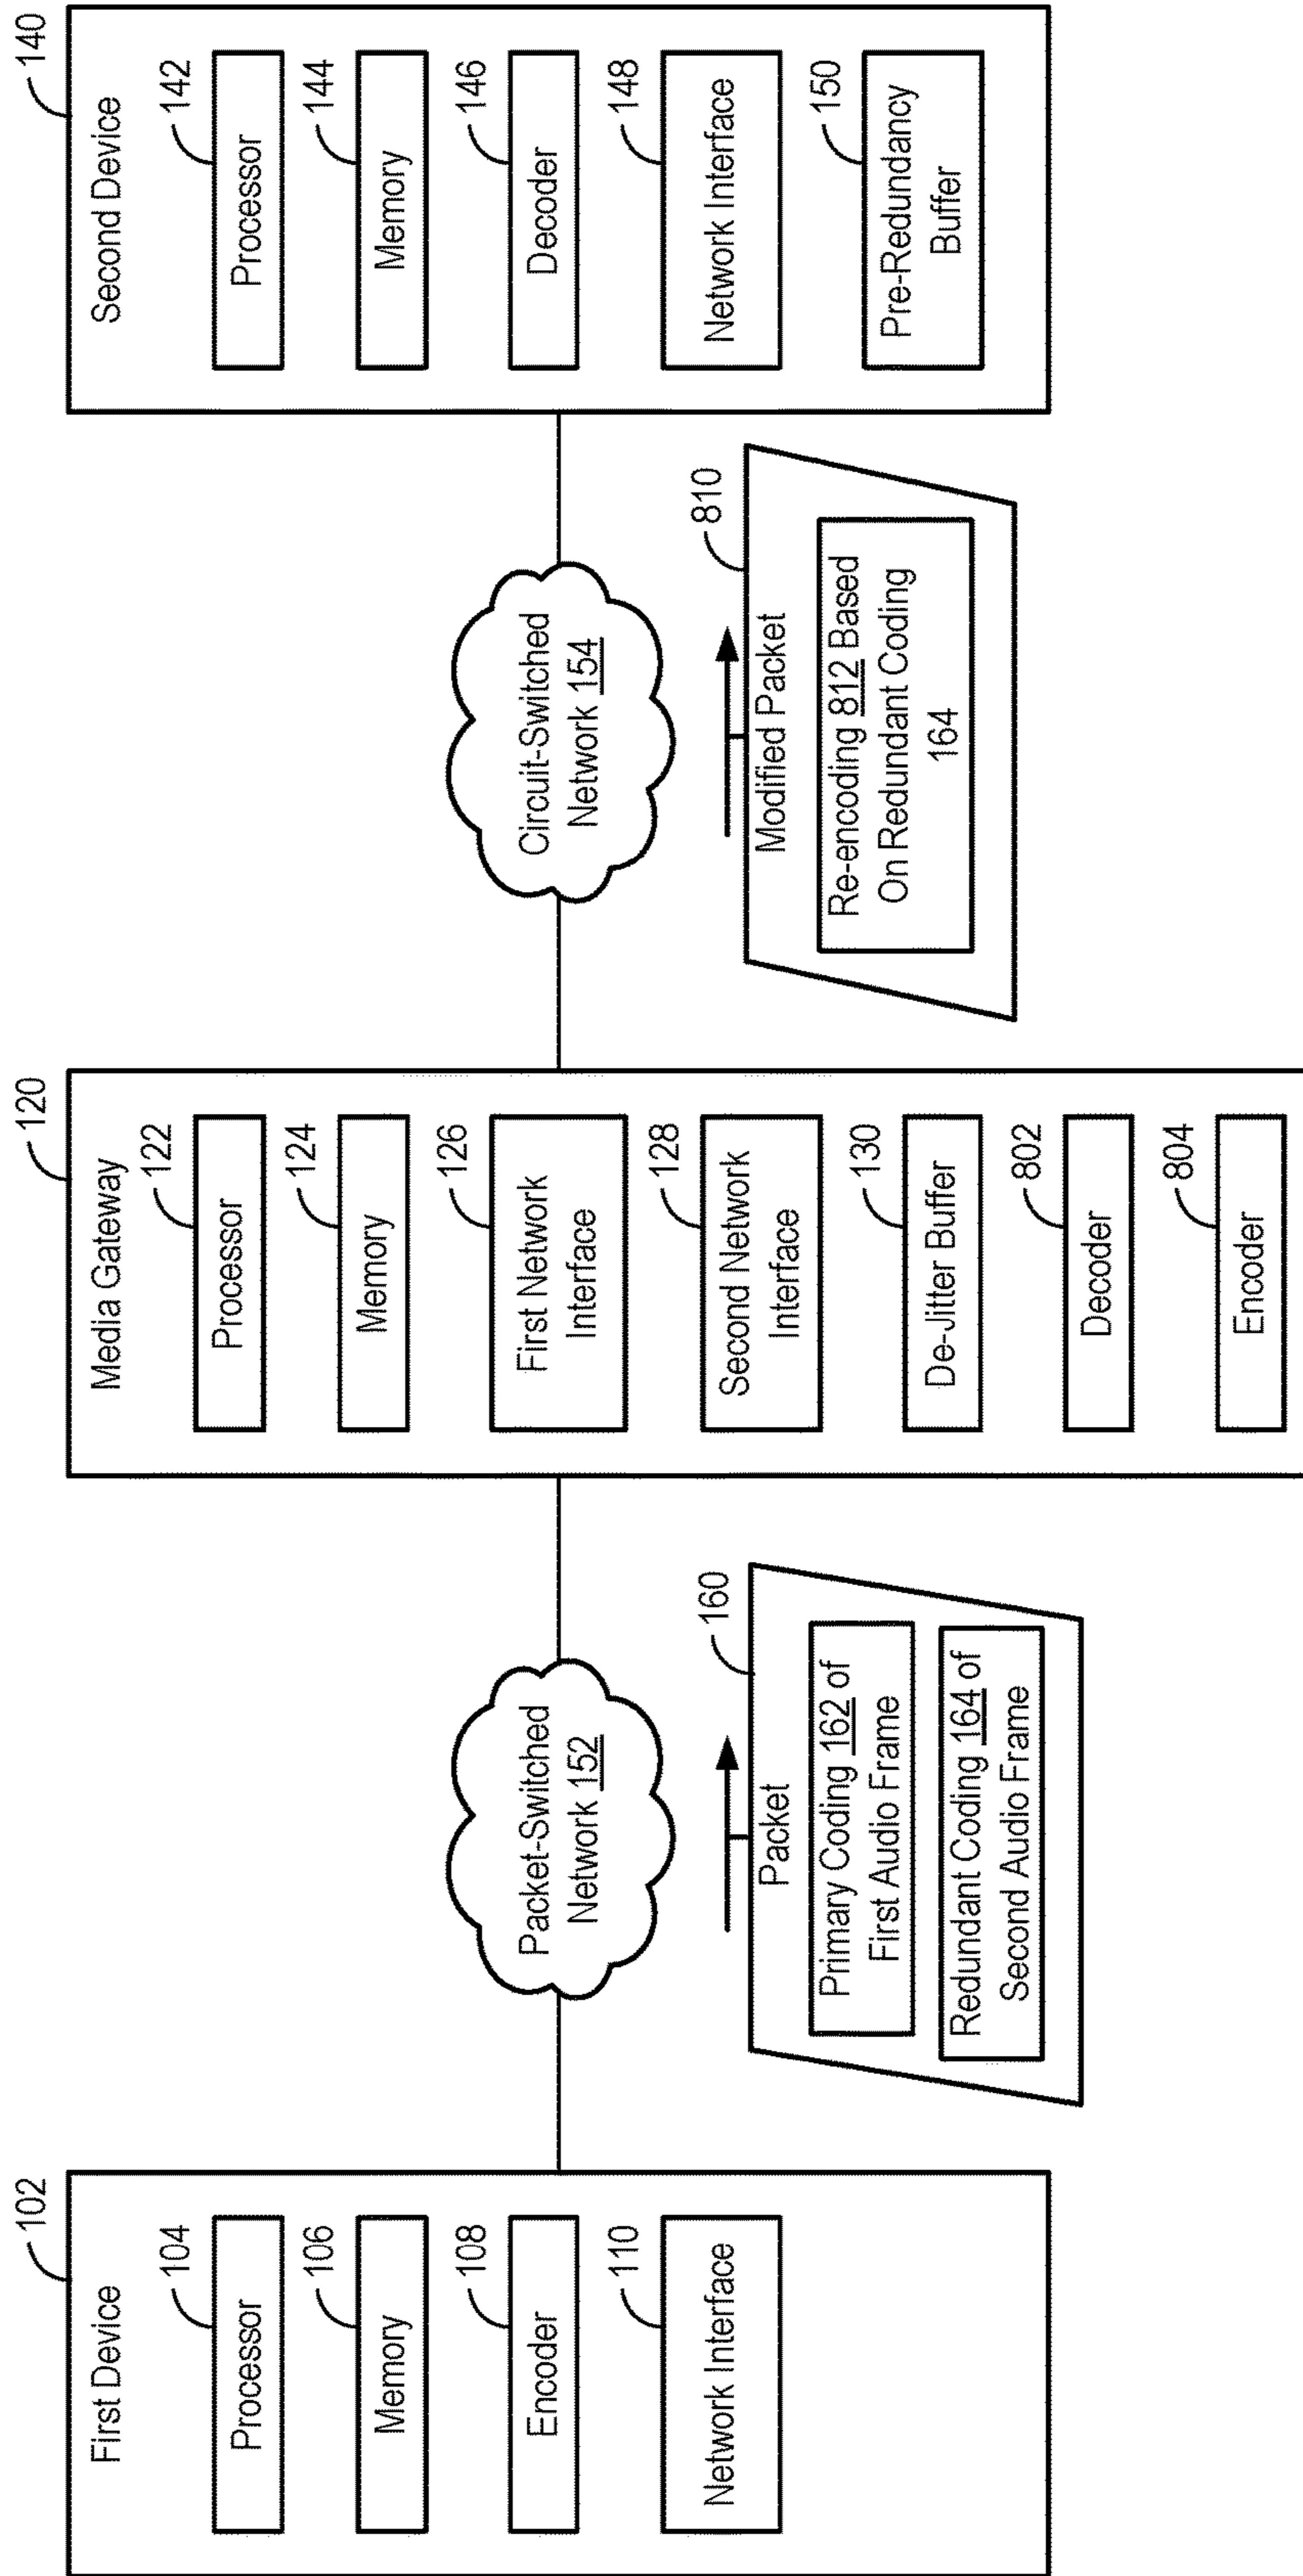 102
First Device
104
Processor
106
Memory
108
Encoder
110
Network Interface
Packet-Switched
Network 152
160
Packet
Primary Coding 162 of
First Audio Frame
Redundant Coding 164 of
Second Audio Frame
120
Media Gateway
122
Processor
124
Memory
126
First Network
Interface
128
Second Network
Interface
130
De-Jitter Buffer
802
Decoder
804
Encoder
Circuit-Switched
Network 154
810
Modified Packet
Re-encoding 812 Based
On Redundant Coding
164
140
Second Device
142
Processor
144
Memory
146
Decoder
148
Network Interface
150
Pre-Redundancy
Buffer